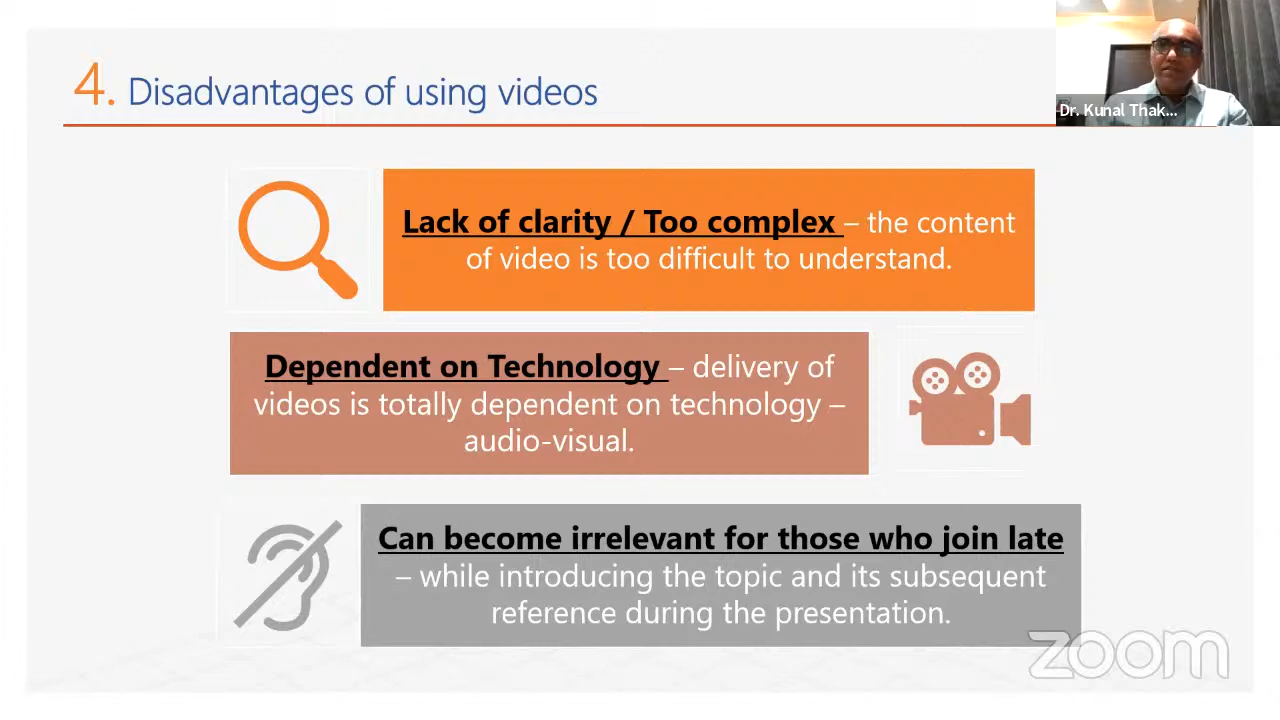 4. Disadvantages of using videos
Dr. Kunal Thak...
Lack of clarity / Too complex – the content
of video is too difficult to understand.
Dependent on Technology – delivery of
videos is totally dependent on technology –
audio-visual.
Can become irrelevant for those who join late
– while introducing the topic and its subsequent
reference during the presentation.
zoom